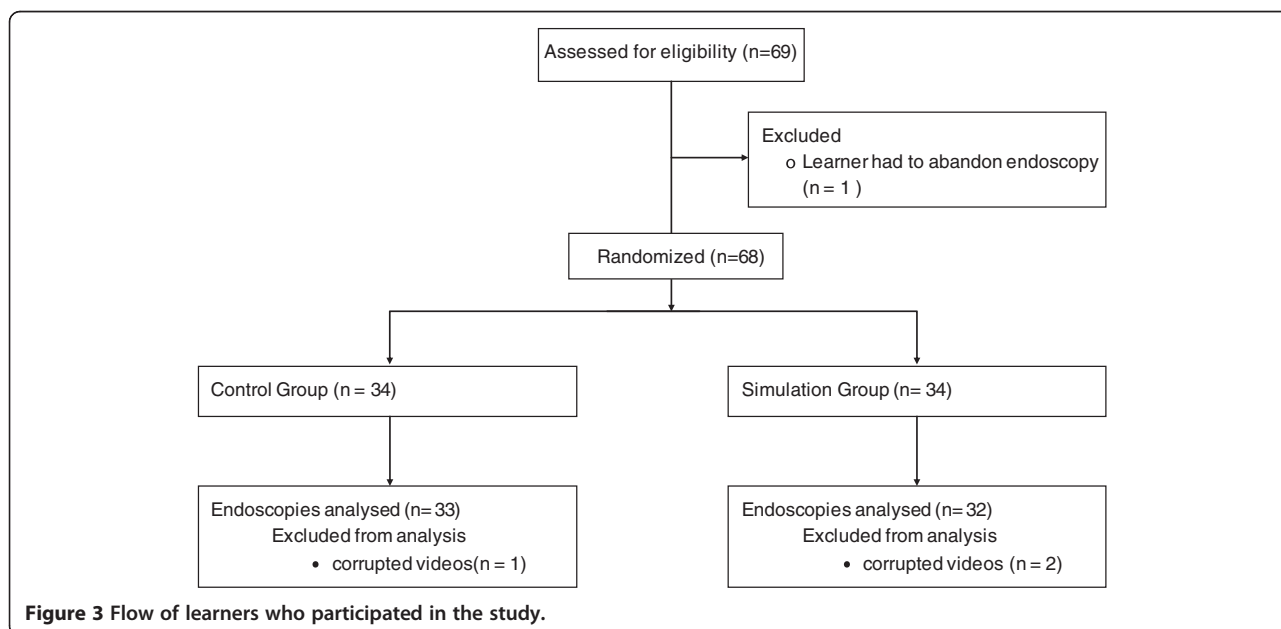 Assessed for eligibility (n=69)
Excluded
o Learner had to abandon endoscopy
(n = 1 )
Randomized (n=68)
Control Group (n = 34)
Simulation Group (n= 34)
Endoscopies analysed (n= 33)
Excluded from analysis
• corrupted videos(n = 1)
Endoscopies analysed (n=32)
Excluded from analysis
• corrupted videos (n = 2)
Figure 3 Flow of learners who participated in the study.